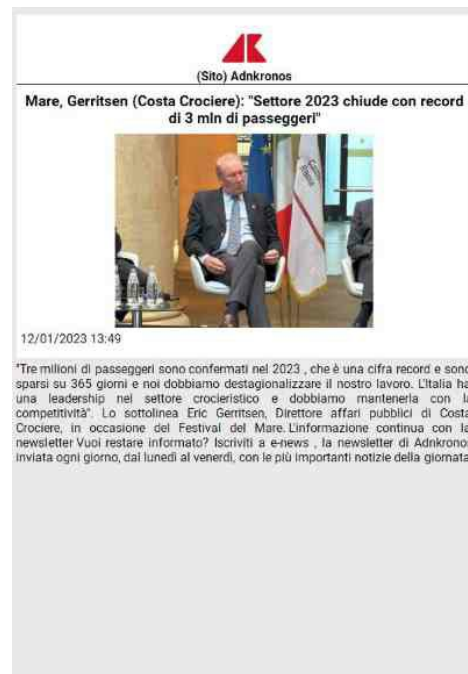 (Sito) Adnkronos
Mare, Gerritsen (Costa Crociere): "Settore 2023 chiude con record
di 3 mln di passeggeri"
12/01/2023 13:49
"Tre milioni di passeggeri sono confermati nel 2023 , che è una cifra record e sono
sparsi su 365 giorni e noi dobbiamo destagionalizzare il nostro lavoro. L'Italia ha
una leadership nel settore crocieristico e dobbiamo mantenerla con la
competitività". Lo sottolinea Eric Gerritsen, Direttore affari pubblici di Costa
Crociere, in occasione del Festival del Mare. L'informazione continua con la
newsletter Vuoi restare informato? Iscriviti a e-news , la newsletter di Adnkronos
inviata ogni giorno, dal lunedì al venerdì, con le più importanti notizie della giornata